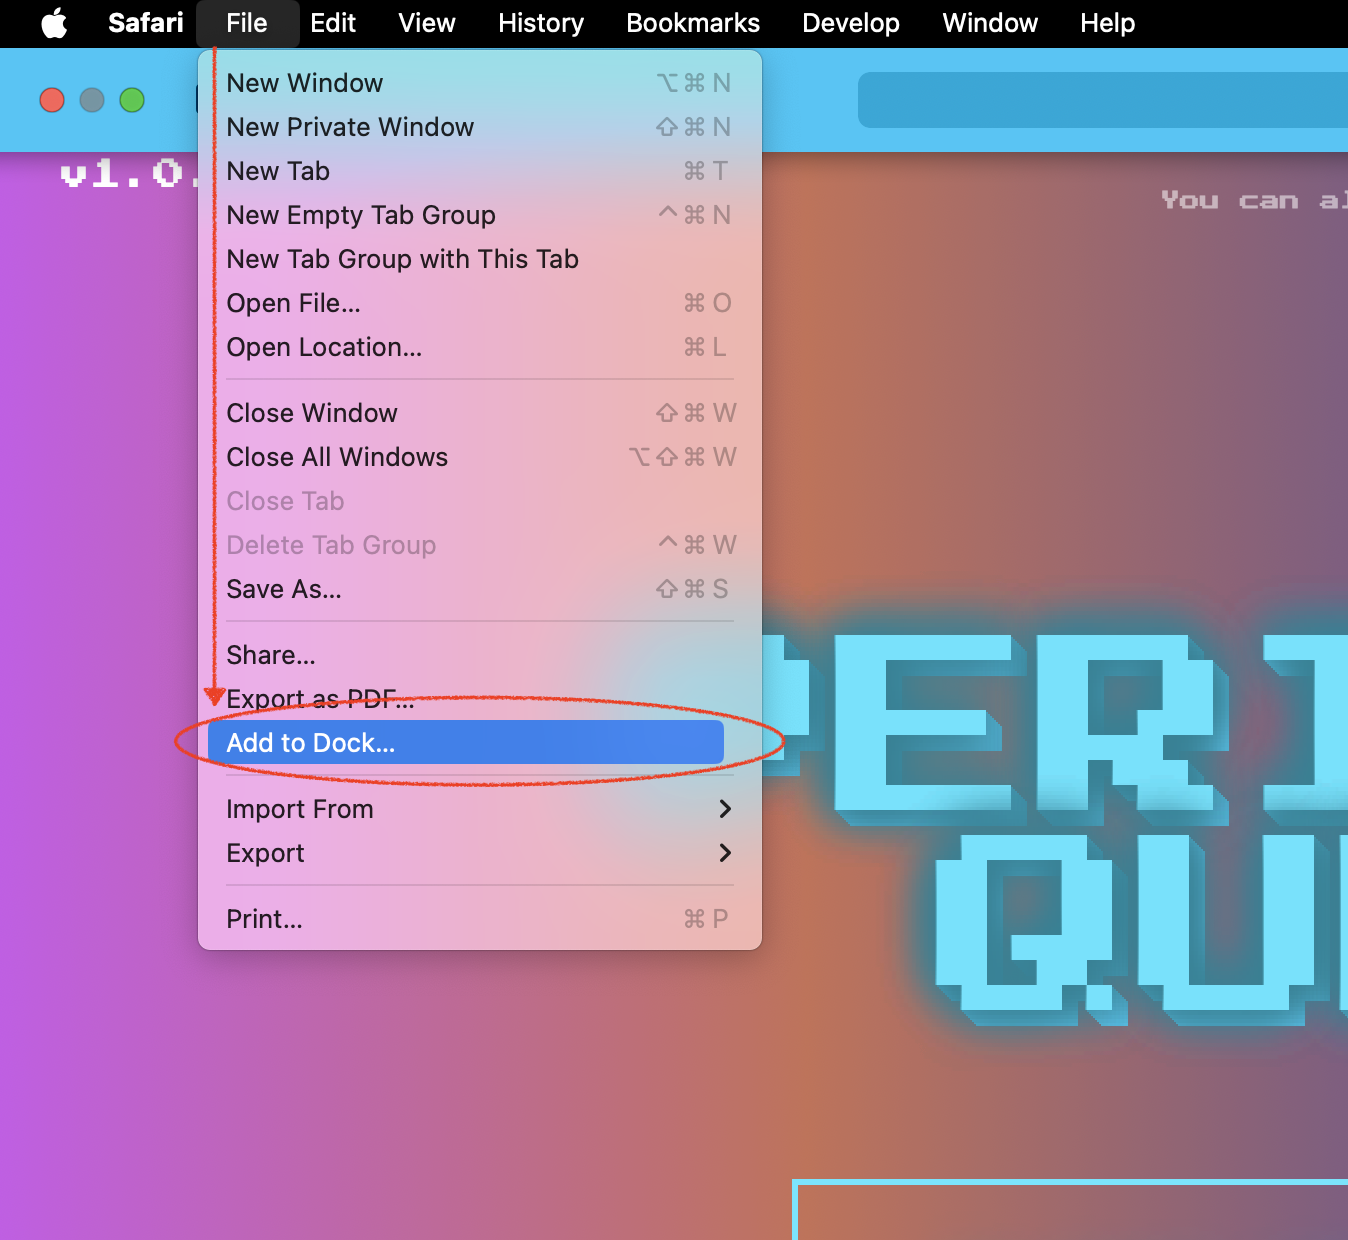 Safari File Edit View History Bookmarks Develop Window Help
v1.0.
You can al
New Window ⌥⌘N
New Private Window ⇧⌘N
New Tab ⌘T
New Empty Tab Group ^⌘N
New Tab Group with This Tab
Open File... ⌘O
Open Location... ⌘L
Close Window ⇧⌘W
Close All Windows ⌥⇧⌘W
Close Tab
Delete Tab Group ^⌘W
Save As... ⇧⌘S
Share...
Export as PDF...
Add to Dock...
Import From
Export
Print... ⌘P
PERI
QU